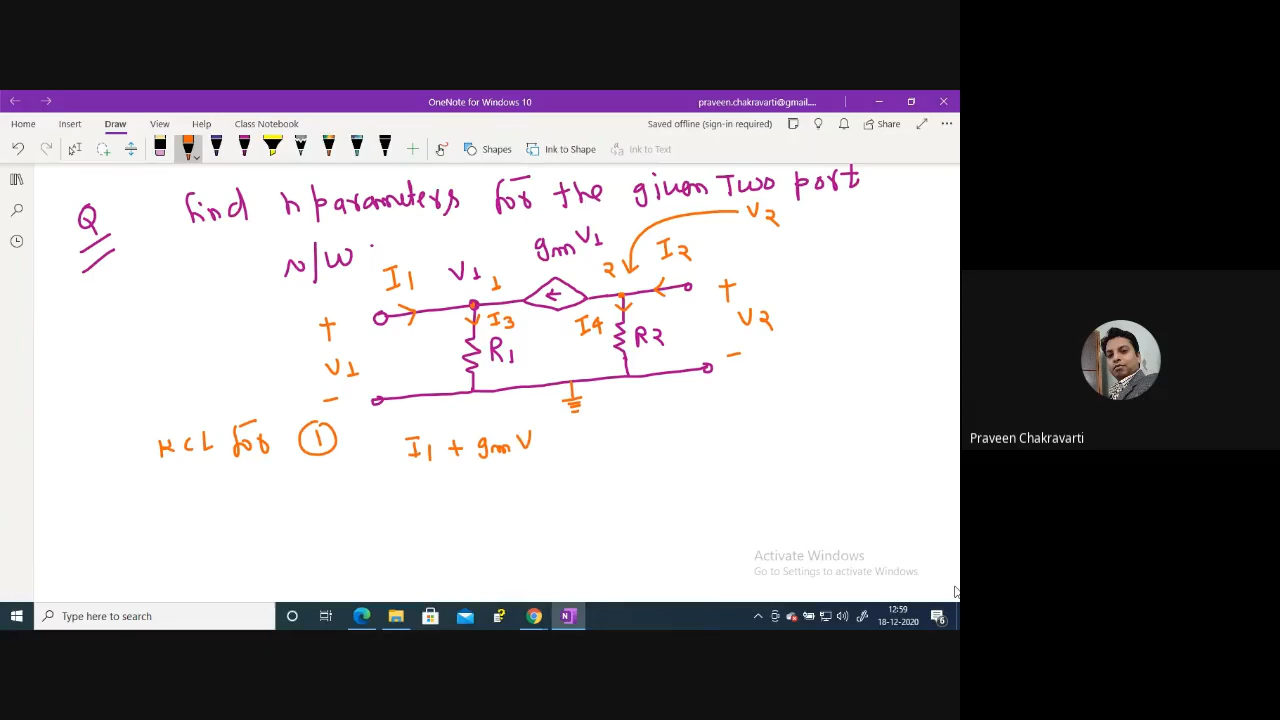 OneNote for Windows 10
praveen.chakravarti@gmail....
Home Insert Draw View Help Class Notebook
Saved offline (sign-in required)
Share
Shapes
Ink to Shape
Ink to Text
Q find h parameters for the given Two port
N/W
gmV1
V2
I1
V1
1
2
I2
+
I3
I4
+
V1
R1
R2
V2
-
-
KCL for 1 I1 + gmV
Praveen Chakravarti
Activate Windows
Go to Settings to activate Windows.
Type here to search
12:59
18-12-2020
6